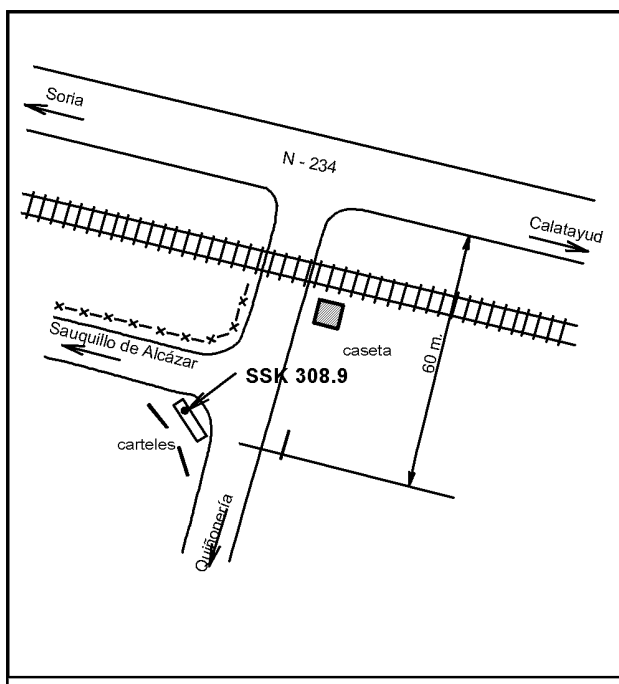 Soria
N - 234
Calatayud
Sauquillo de Alcázar
caseta
60 m.
SSK 308.9
carteles
Quiñonería